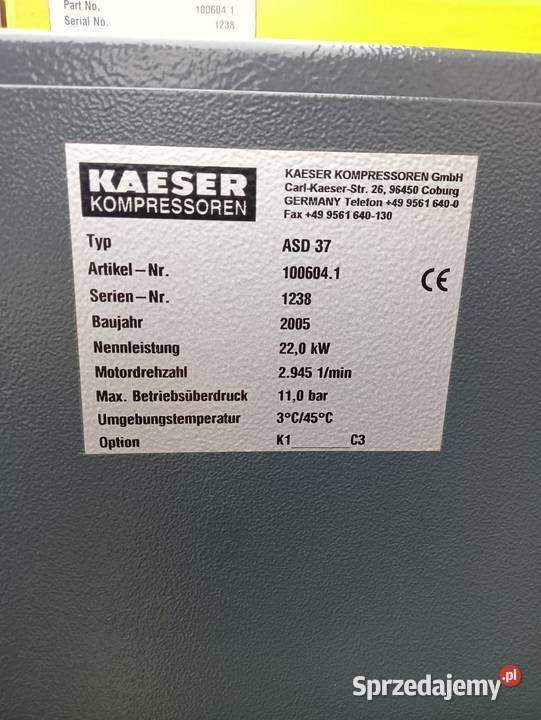 Part No. 100604.1
Serial No. 1238
KAESER
KOMPRESSOREN
KAESER KOMPRESSOREN GmbH
Carl-Kaeser-Str. 26, 96450 Coburg
GERMANY Telefon +49 9561 640-0
Fax +49 9561 640-130
Typ ASD 37
Artikel-Nr. 100604.1
CE
Serien-Nr. 1238
Baujahr 2005
Nennleistung 22,0 kW
Motordrehzahl 2.945 1/min
Max. Betriebsüberdruck 11,0 bar
Umgebungstemperatur 3°C/45°C
Option K1______C3
Sprzedajemy.pl